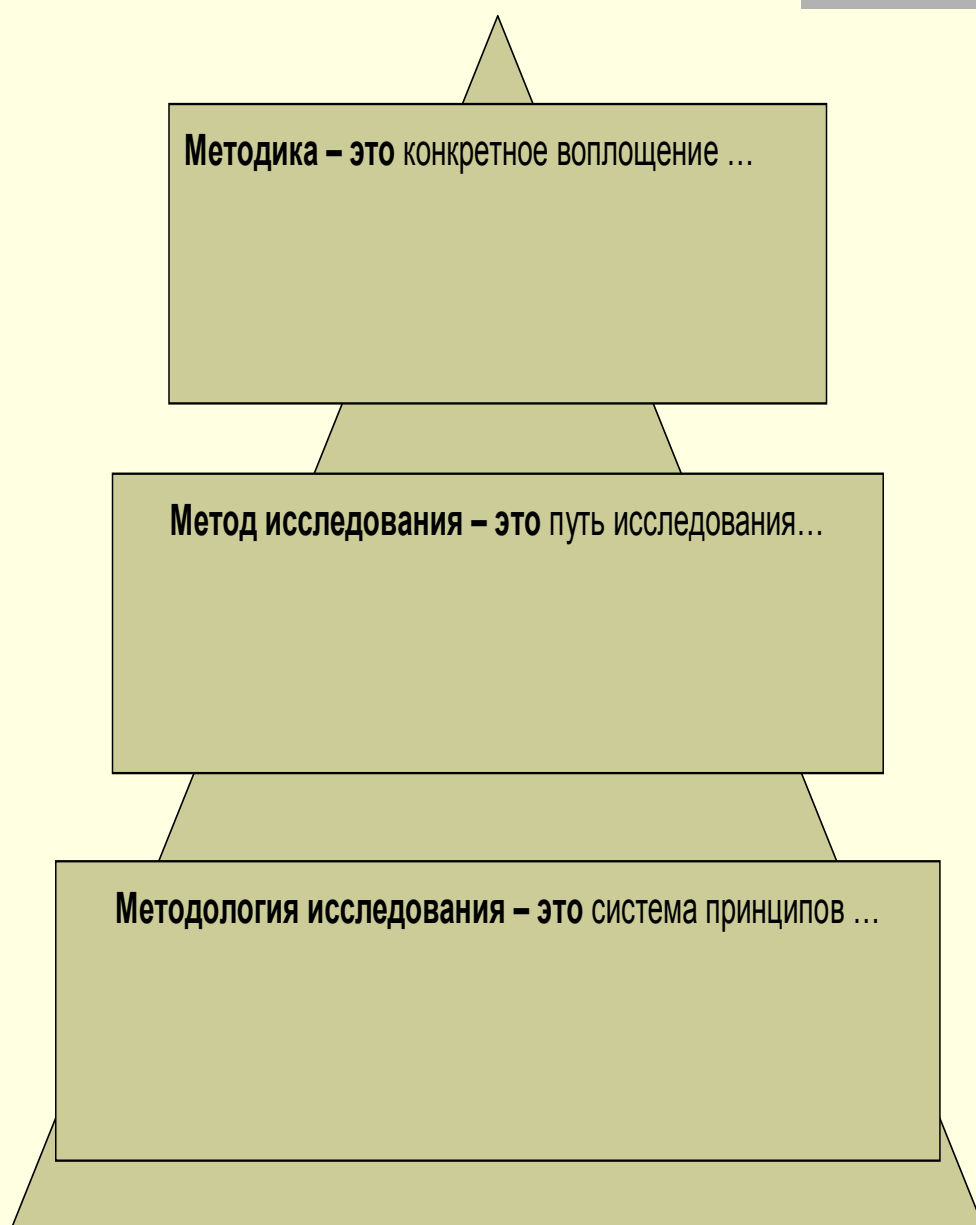 Методика – это конкретное воплощение …
Метод исследования – это путь исследования…
Методология исследования – это система принципов …